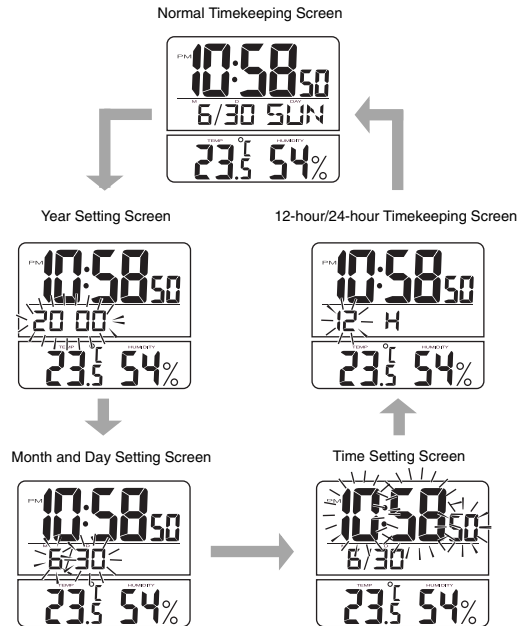 Normal Timekeeping Screen
PM 10:58 50
M D DAY
6/30 SUN
TEMP HUMIDITY
23.5 °C 54%
Year Setting Screen
12-hour/24-hour Timekeeping Screen
PM 10:58 50
PM 10:58 50
20 00
12 H
TEMP HUMIDITY
TEMP HUMIDITY
23.5 °C 54%
23.5 °C 54%
Month and Day Setting Screen
Time Setting Screen
PM 10:58 50
PM 10:58 50
6/30
6/30
TEMP HUMIDITY
TEMP HUMIDITY
23.5 °C 54%
23.5 °C 54%